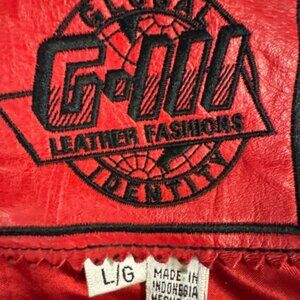 GLOBAL
G-III
LEATHER FASHIONS
IDENTITY
L/G
MADE IN
INDONESIA